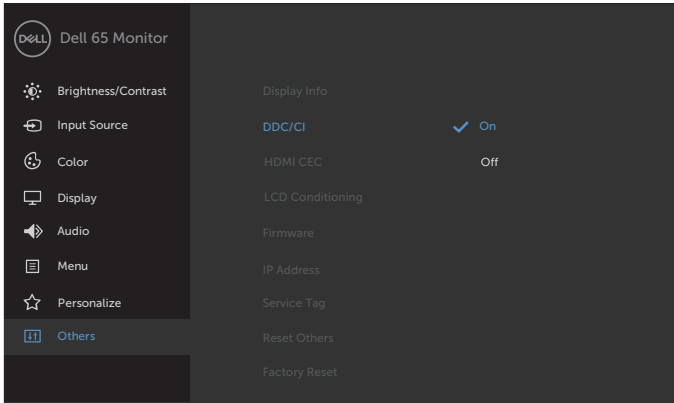 DELL Dell 65 Monitor
Brightness/Contrast
Display Info
Input Source
DDC/CI On
Color
HDMI CEC Off
Display
LCD Conditioning
Audio
Firmware
Menu
IP Address
Personalize
Service Tag
Others
Reset Others
Factory Reset